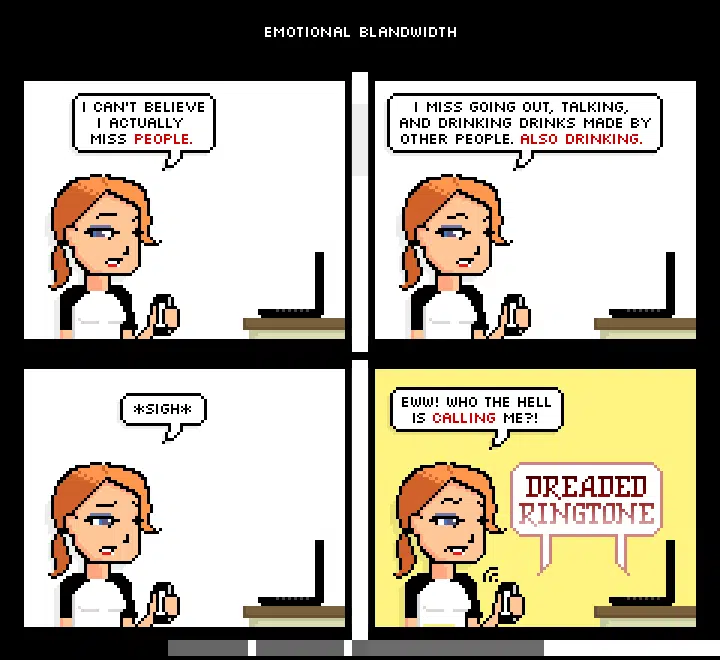 EMOTIONAL BLANDWIDTH
I CAN'T BELIEVE
I ACTUALLY
MISS PEOPLE.
I MISS GOING OUT, TALKING,
AND DRINKING DRINKS MADE BY
OTHER PEOPLE. ALSO DRINKING.
*SIGH*
EWW! WHO THE HELL
IS CALLING ME?!
DREADED
RINGTONE